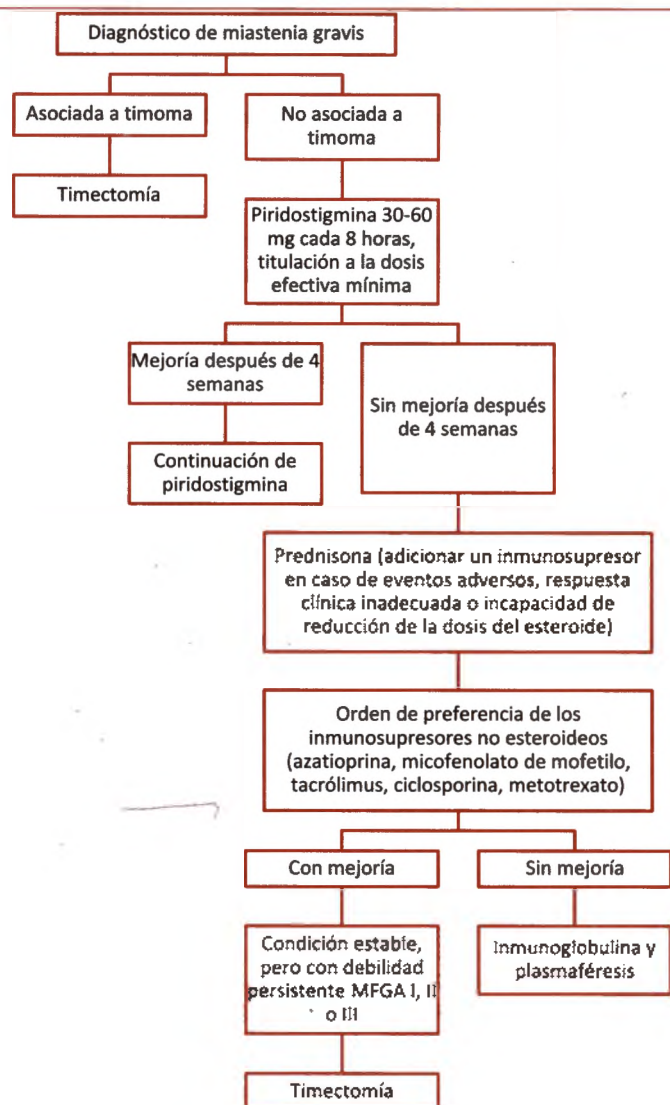 Diagnóstico de miastenia gravis
Asociada a timoma
No asociada a
timoma
Timectomía
Piridostigmina 30-60
mg cada 8 horas,
titulación a la dosis
efectiva mínima
Mejoría después de 4
semanas
Sin mejoría después
de 4 semanas
Continuación de
piridostigmina
Prednisona (adicionar un inmunosupresor
en caso de eventos adversos, respuesta
clínica inadecuada o incapacidad de
reducción de la dosis del esteroide)
Orden de preferencia de los
inmunosupresores no esteroideos
(azatioprina, micofenolato de mofetilo,
tacrólimus, ciclosporina, metotrexato)
Con mejoría
Sin mejoría
Condición estable,
pero con debilidad
persistente MFGA I, II
o III
Inmunoglobulina y
plasmaféresis
Timectomía